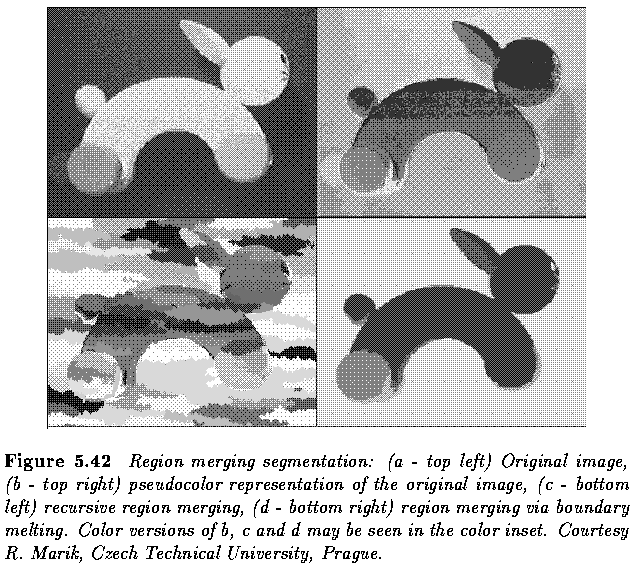 Figure 5.42 Region merging segmentation: (a - top left) Original image,
(b - top right) pseudocolor representation of the original image, (c - bottom
left) recursive region merging, (d - bottom right) region merging via boundary
melting. Color versions of b, c and d may be seen in the color inset. Courtesy
R. Marik, Czech Technical University, Prague.